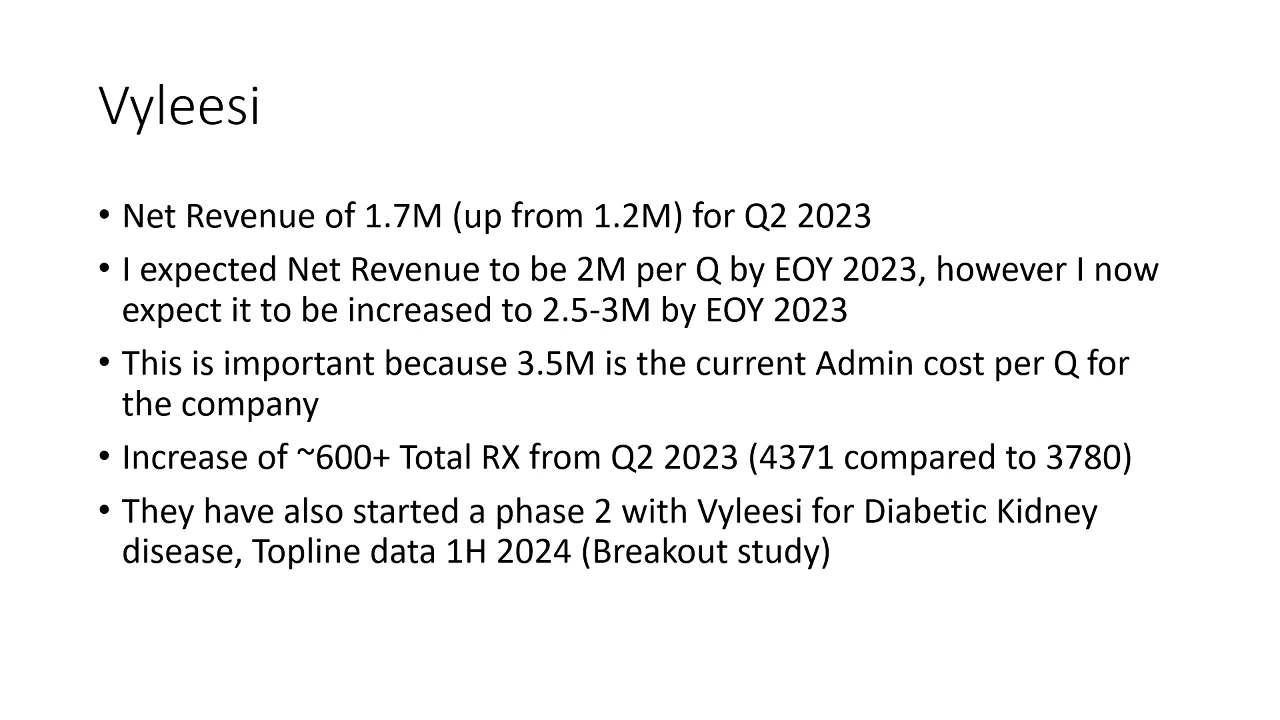 Vyleesi
• Net Revenue of 1.7M (up from 1.2M) for Q2 2023
• I expected Net Revenue to be 2M per Q by EOY 2023, however I now
expect it to be increased to 2.5-3M by EOY 2023
• This is important because 3.5M is the current Admin cost per Q for
the company
• Increase of ~600+ Total RX from Q2 2023 (4371 compared to 3780)
• They have also started a phase 2 with Vyleesi for Diabetic Kidney
disease, Topline data 1H 2024 (Breakout study)